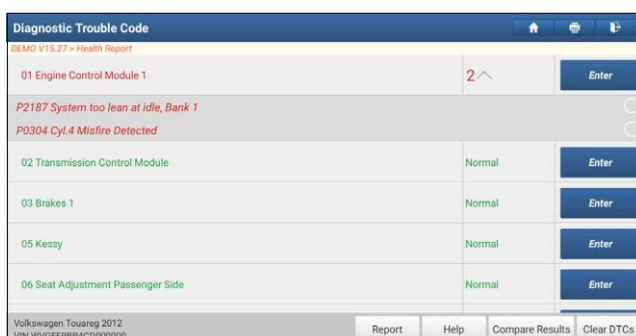 Diagnostic Trouble Code
DEMO V15.27 > Health Report
01 Engine Control Module 1 2 Enter
P2187 System too lean at idle, Bank 1
P0304 Cyl.4 Misfire Detected
02 Transmission Control Module Normal Enter
03 Brakes 1 Normal Enter
05 Kessy Normal Enter
06 Seat Adjustment Passenger Side Normal Enter
Volkswagen Touareg 2012
VIN
Report Help Compare Results Clear DTCs